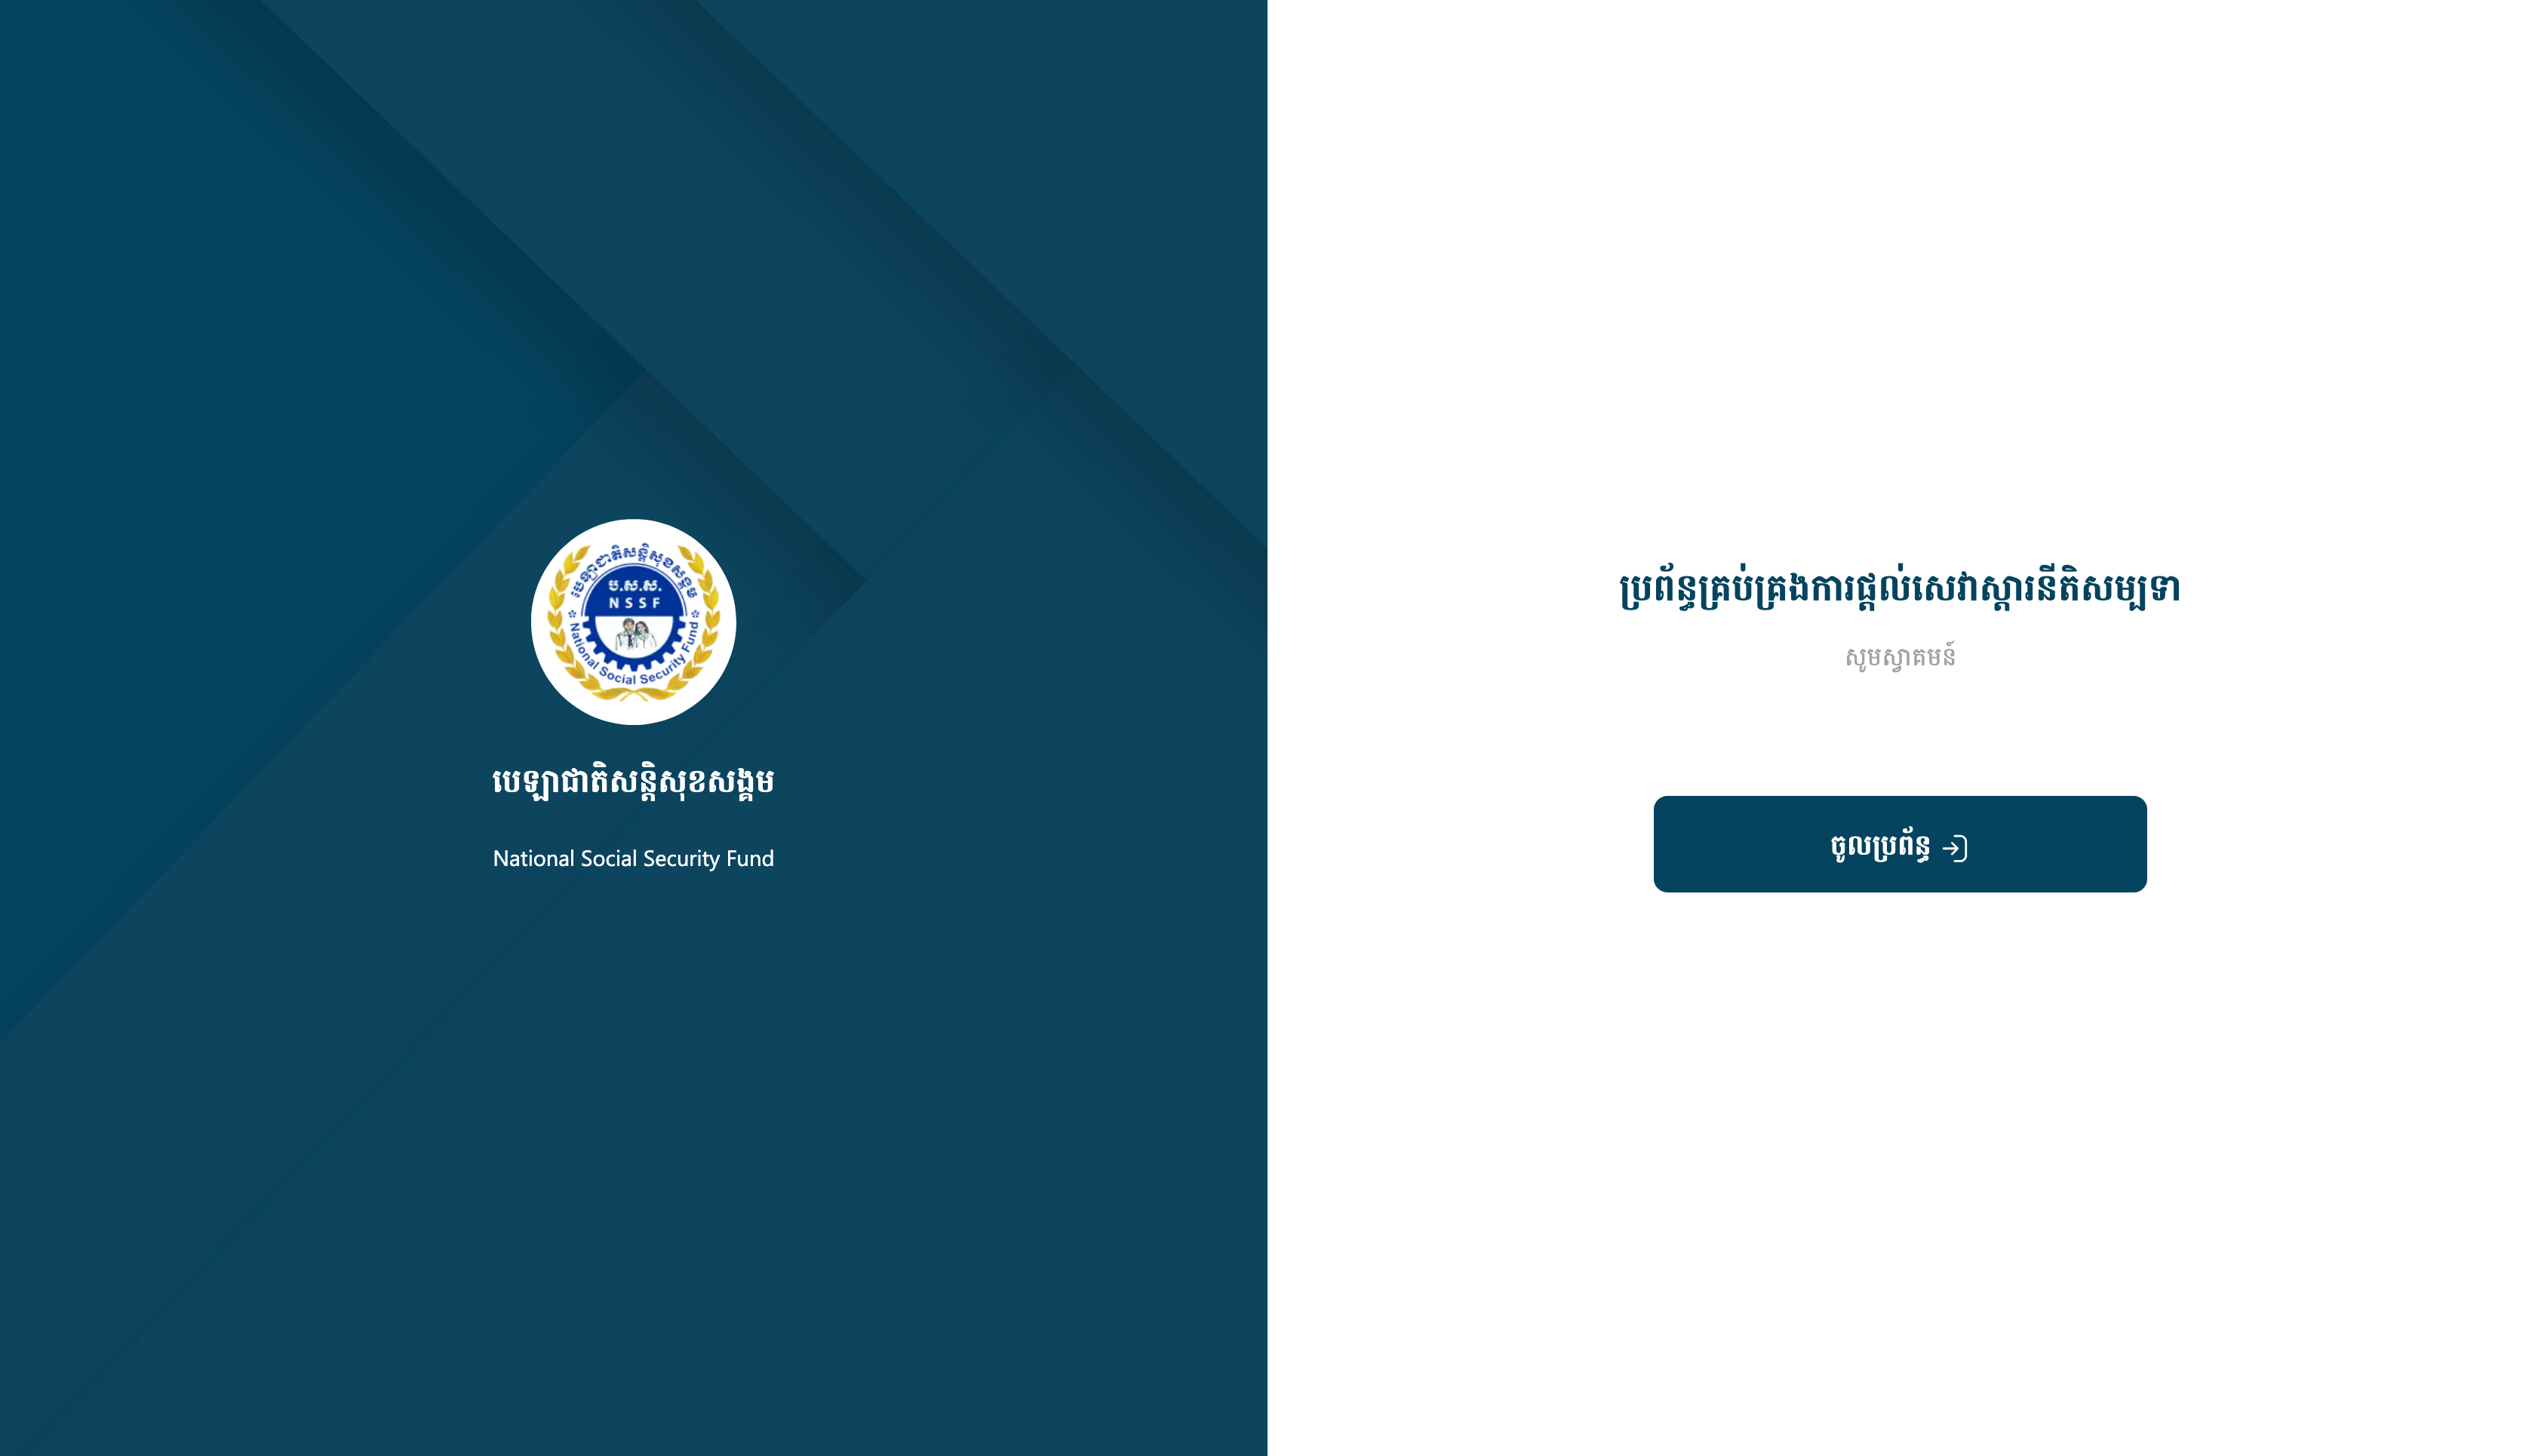 បេឡាជាតិសន្តិសុខសង្គម
ប.ស.ស.
NSSF
National Social Security Fund
បេឡាជាតិសន្តិសុខសង្គម
National Social Security Fund
ប្រព័ន្ធគ្រប់គ្រងការផ្តល់សេវាស្តារនីតិសម្បទា
សូមស្វាគមន៍
ចូលប្រព័ន្ធ